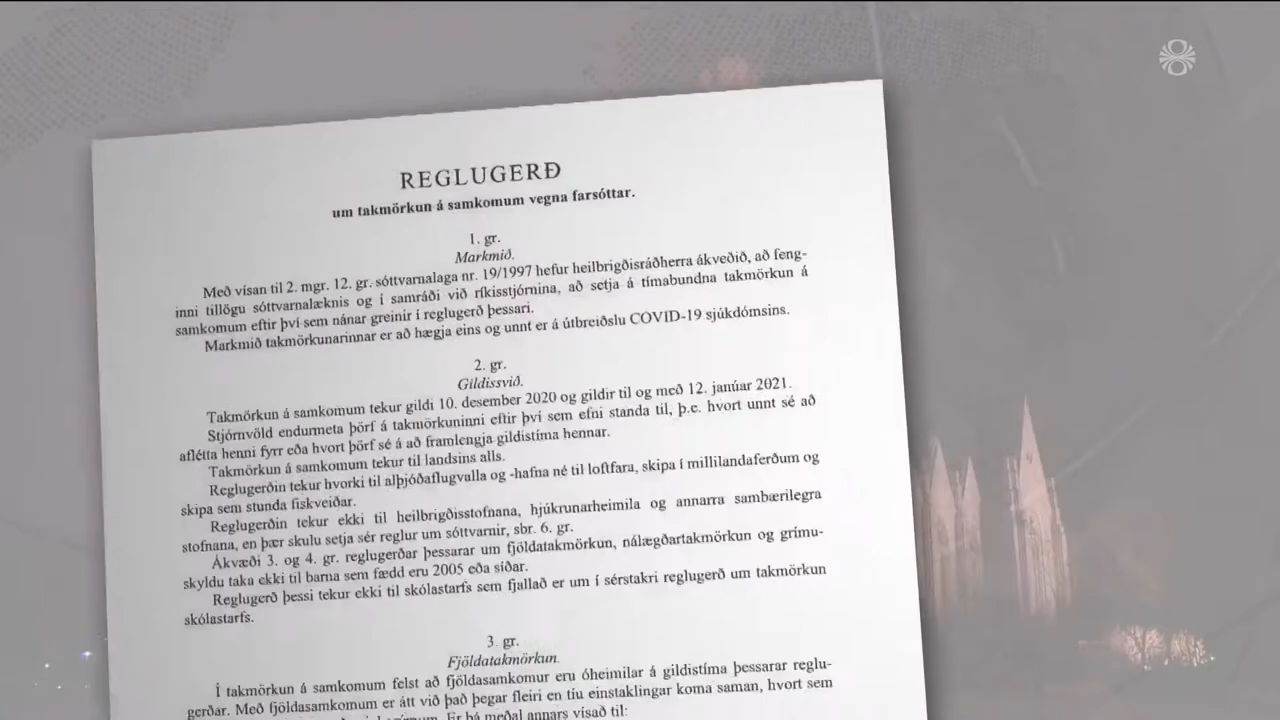 REGLUGERÐ
um takmörkun á samkomum vegna farsóttar.
1. gr.
Markmið.
Með vísan til 2. mgr. 12. gr. sóttvarnalaga nr. 19/1997 hefur heilbrigðisráðherra ákveðið, að feng-
inni tillögu sóttvarnalæknis og í samráði við ríkisstjórnina, að setja á tímabundna takmörkun á
samkomum eftir því sem nánar greinir í reglugerð þessari.
Markmið takmörkunarinnar er að hægja eins og unnt er á útbreiðslu COVID-19 sjúkdómsins.
2. gr.
Gildissvið.
Takmörkun á samkomum tekur gildi 10. desember 2020 og gildir til og með 12. janúar 2021.
Stjórnvöld endurmeta þörf á takmörkuninni eftir því sem efni standa til, þ.e. hvort unnt sé að
aflétta henni fyrr eða hvort þörf sé á að framlengja gildistíma hennar.
Takmörkun á samkomum tekur til landsins alls.
Reglugerðin tekur hvorki til alþjóðaflugvalla og -hafna né til loftfara, skipa í millilandaferðum og
skipa sem stunda fiskveiðar.
Reglugerðin tekur ekki til heilbrigðisstofnana, hjúkrunarheimila og annarra sambærilegra
stofnana, en þær skulu setja sér reglur um sóttvarnir, sbr. 6. gr.
Ákvæði 3. og 4. gr. reglugerðar þessarar um fjöldatakmörkun, nálægðartakmörkun og grímu-
skyldu taka ekki til barna sem fædd eru 2005 eða síðar.
Reglugerð þessi tekur ekki til skólastarfs sem fjallað er um í sérstakri reglugerð um takmörkun
skólastarfs.
3. gr.
Fjöldatakmörkun.
Í takmörkun á samkomum felst að fjöldasamkomur eru óheimilar á gildistíma þessarar reglu-
gerðar. Með fjöldasamkomum er átt við það þegar fleiri en tíu einstaklingar koma saman, hvort sem
Er þá meðal annars vísað til: